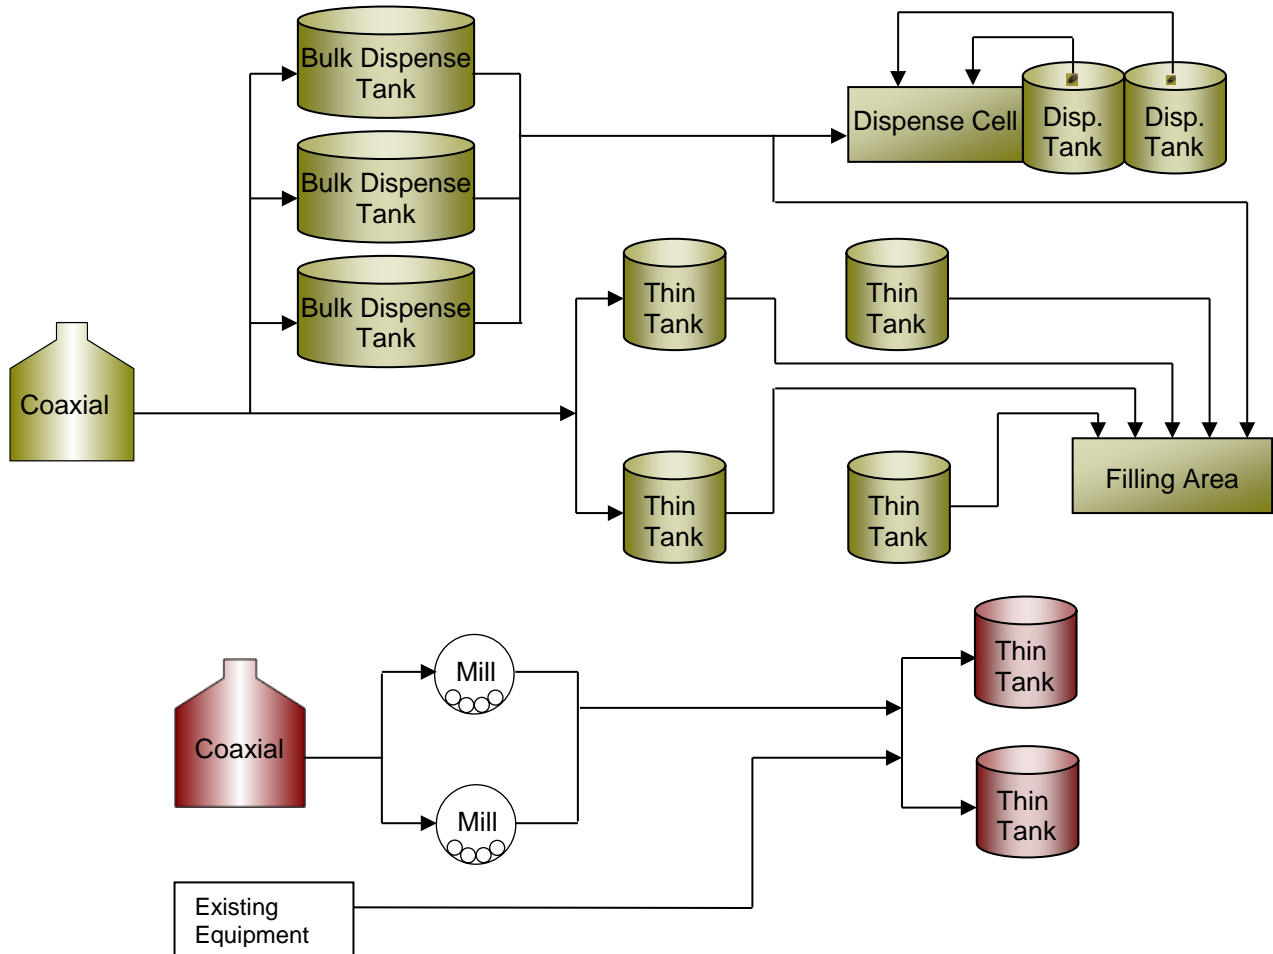 Bulk Dispense
Tank
Dispense Cell
Disp.
Tank
Disp.
Tank
Bulk Dispense
Tank
Bulk Dispense
Tank
Thin
Tank
Thin
Tank
Coaxial
Thin
Tank
Thin
Tank
Filling Area
Coaxial
Mill
Mill
Thin
Tank
Thin
Tank
Existing
Equipment